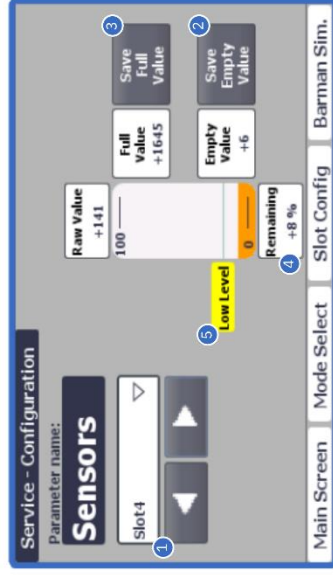 Service - Configuration
Parameter name:
Sensors
1
Slot4
Raw Value
+141
100
0
Low Level
5
Remaining
+8 %
4
Full
Value
+1645
Save
Full
Value
3
Empty
Value
+6
Save
Empty
Value
2
Main Screen
Mode Select
Slot Config
Barman Sim.